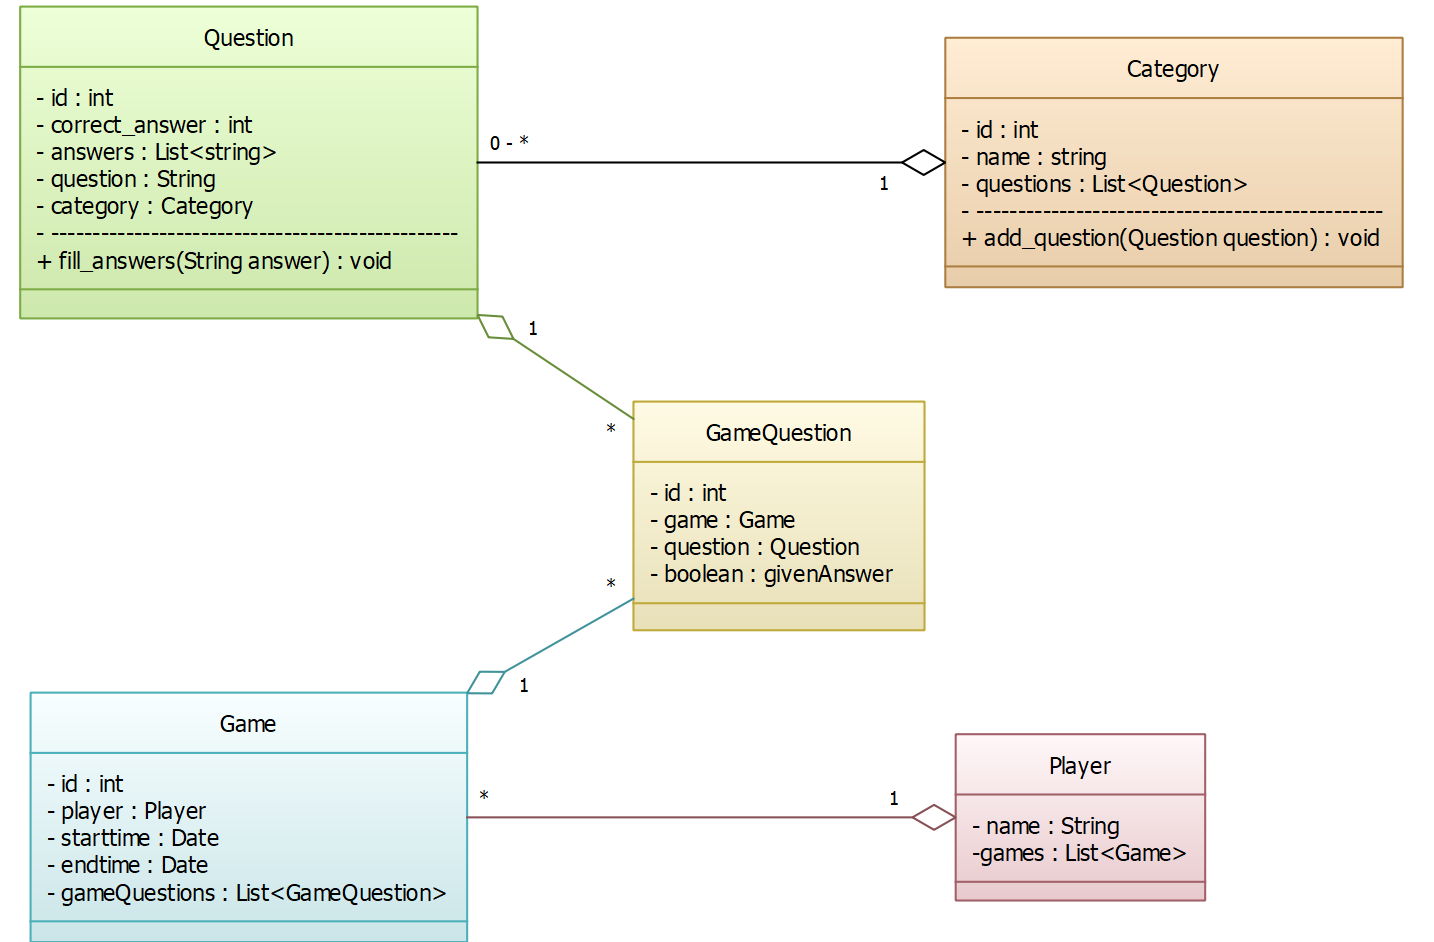 Question
- id : int
- correct_answer : int
- answers : List<string>
- question : String
- category : Category
- -------------------------------------------------
+ fill_answers(String answer) : void
0 - *
1
Category
- id : int
- name : string
- questions : List<Question>
- -------------------------------------------------
+ add_question(Question question) : void
1
*
GameQuestion
- id : int
- game : Game
- question : Question
- boolean : givenAnswer
*
1
Game
- id : int
- player : Player
- starttime : Date
- endtime : Date
- gameQuestions : List<GameQuestion>
*
1
Player
- name : String
-games : List<Game>